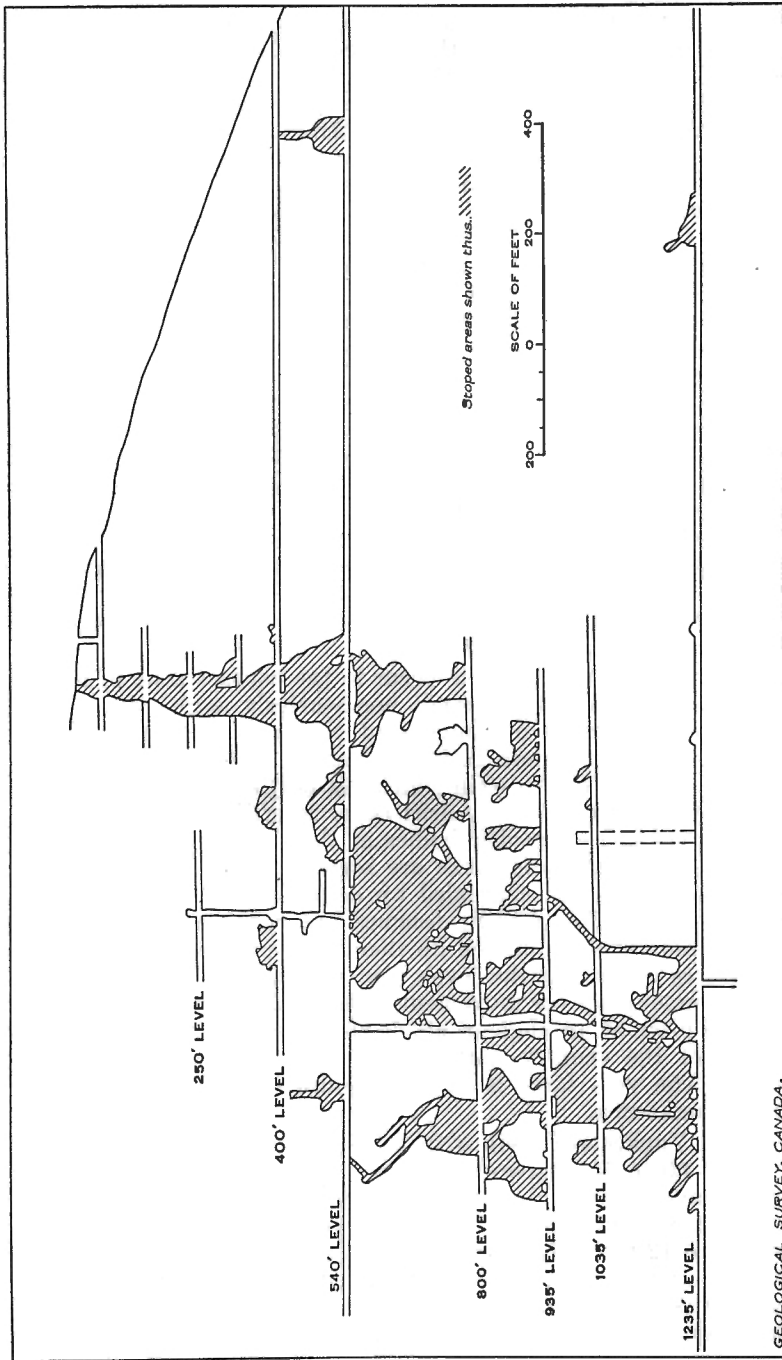 250' LEVEL
400' LEVEL
540' LEVEL
800' LEVEL
935' LEVEL
1035' LEVEL
1235' LEVEL
Stoped areas shown thus..
SCALE OF FEET
200 0 200 400
GEOLOGICAL SURVEY, CANADA.